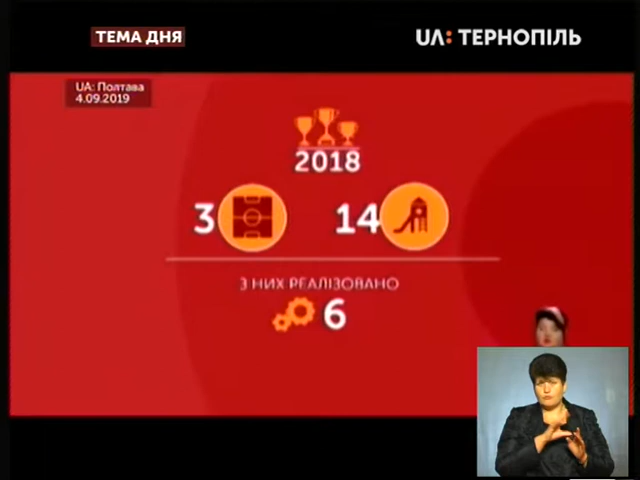 ТЕМА ДНЯ
UA: ТЕРНОПІЛЬ
UA: Полтава
4.09.2019
2018
3
14
З НИХ РЕАЛІЗОВАНО
6